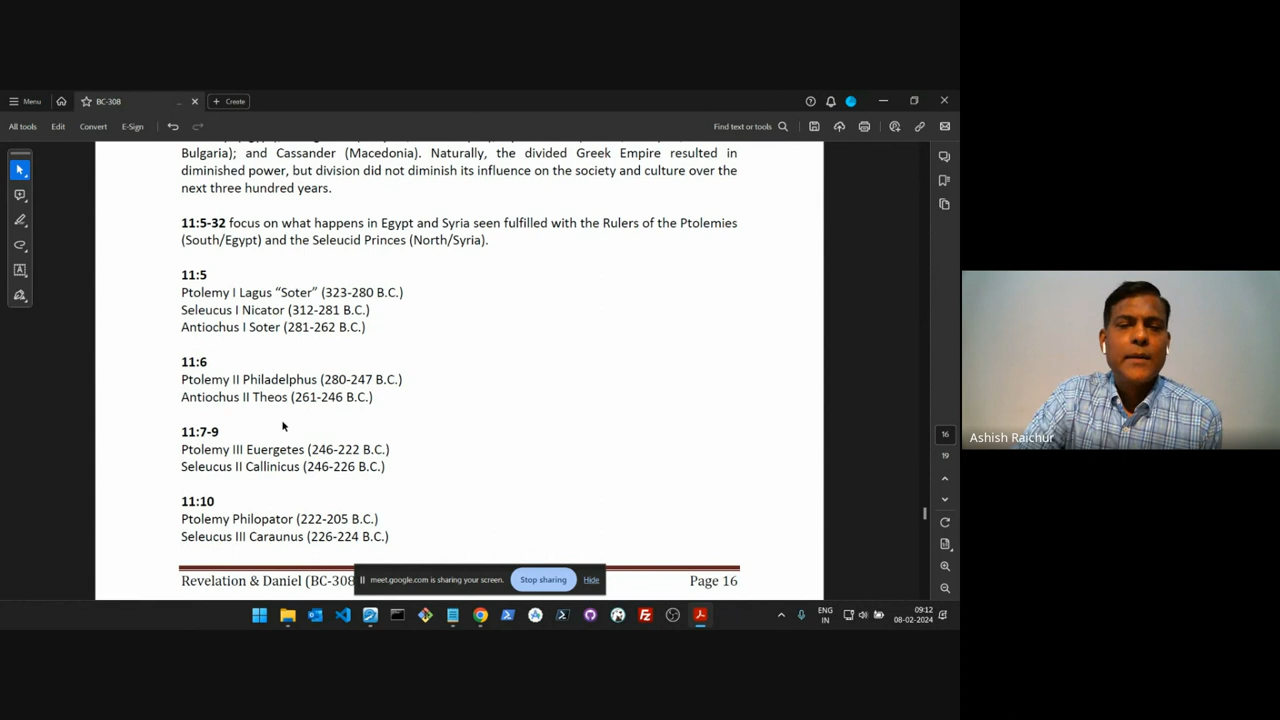 Menu
BC-308
...
Create
All tools
Edit
Convert
E-Sign
Find text or tools
Bulgaria); and Cassander (Macedonia). Naturally, the divided Greek Empire resulted in
diminished power, but division did not diminish its influence on the society and culture over the
next three hundred years.
11:5-32 focus on what happens in Egypt and Syria seen fulfilled with the Rulers of the Ptolemies
(South/Egypt) and the Seleucid Princes (North/Syria).
11:5
Ptolemy I Lagus “Soter” (323-280 B.C.)
Seleucus I Nicator (312-281 B.C.)
Antiochus I Soter (281-262 B.C.)
11:6
Ptolemy II Philadelphus (280-247 B.C.)
Antiochus II Theos (261-246 B.C.)
11:7-9
Ptolemy III Euergetes (246-222 B.C.)
Seleucus II Callinicus (246-226 B.C.)
11:10
Ptolemy Philopator (222-205 B.C.)
Seleucus III Caraunus (226-224 B.C.)
Revelation & Daniel (BC-308
Page 16
meet.google.com is sharing your screen.
Stop sharing
Hide
16
19
Ashish Raichur
ENG
IN
09:12
08-02-2024